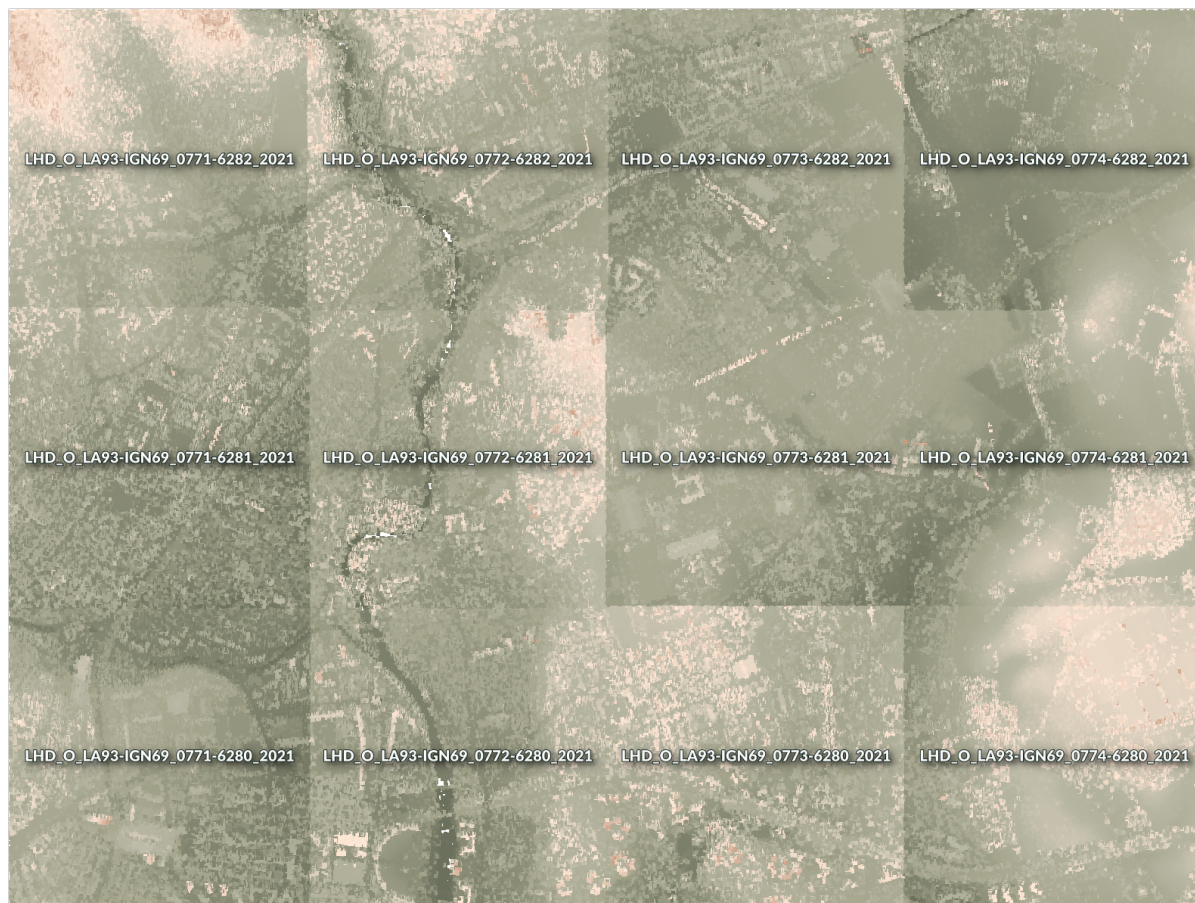 LHD_O_LA93-IGN69_0771-6282_2021
LHD_O_LA93-IGN69_0772-6282_2021
LHD_O_LA93-IGN69_0773-6282_2021
LHD_O_LA93-IGN69_0774-6282_2021
LHD_O_LA93-IGN69_0771-6281_2021
LHD_O_LA93-IGN69_0772-6281_2021
LHD_O_LA93-IGN69_0773-6281_2021
LHD_O_LA93-IGN69_0774-6281_2021
LHD_O_LA93-IGN69_0771-6280_2021
LHD_O_LA93-IGN69_0772-6280_2021
LHD_O_LA93-IGN69_0773-6280_2021
LHD_O_LA93-IGN69_0774-6280_2021